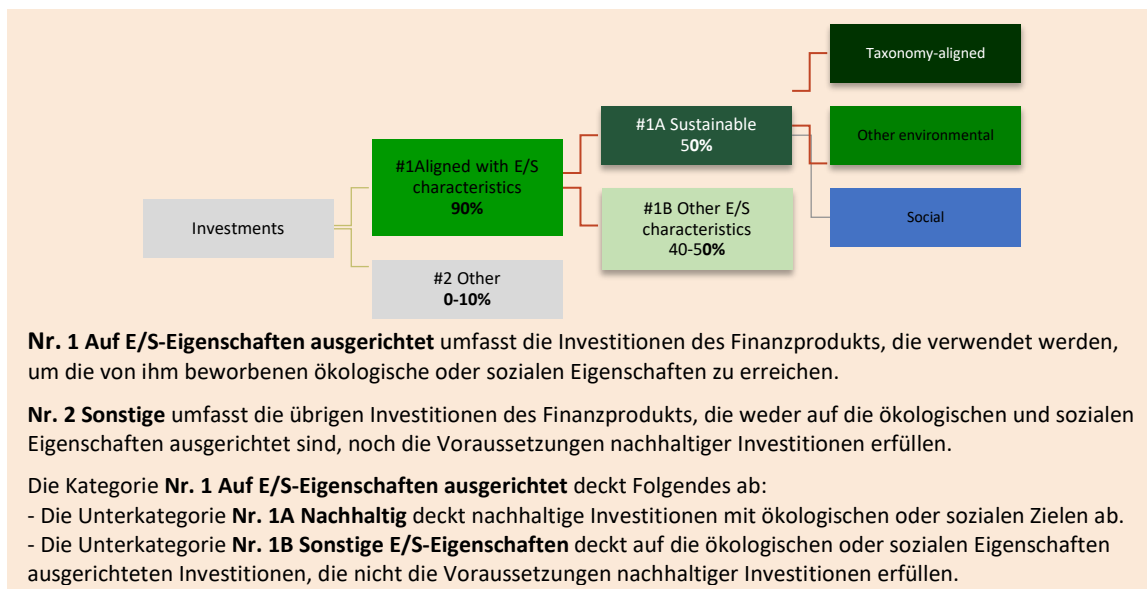 Taxonomy-aligned
#1A Sustainable
50%
Other environmental
#1Aligned with E/S
characteristics
90%
#1B Other E/S
characteristics
40-50%
Social
Investments
#2 Other
0-10%
Nr. 1 Auf E/S-Eigenschaften ausgerichtet umfasst die Investitionen des Finanzprodukts, die verwendet werden,
um die von ihm beworbenen ökologische oder sozialen Eigenschaften zu erreichen.
Nr. 2 Sonstige umfasst die übrigen Investitionen des Finanzprodukts, die weder auf die ökologischen und sozialen
Eigenschaften ausgerichtet sind, noch die Voraussetzungen nachhaltiger Investitionen erfüllen.
Die Kategorie Nr. 1 Auf E/S-Eigenschaften ausgerichtet deckt Folgendes ab:
- Die Unterkategorie Nr. 1A Nachhaltig deckt nachhaltige Investitionen mit ökologischen oder sozialen Zielen ab.
- Die Unterkategorie Nr. 1B Sonstige E/S-Eigenschaften deckt auf die ökologischen oder sozialen Eigenschaften
ausgerichteten Investitionen, die nicht die Voraussetzungen nachhaltiger Investitionen erfüllen.